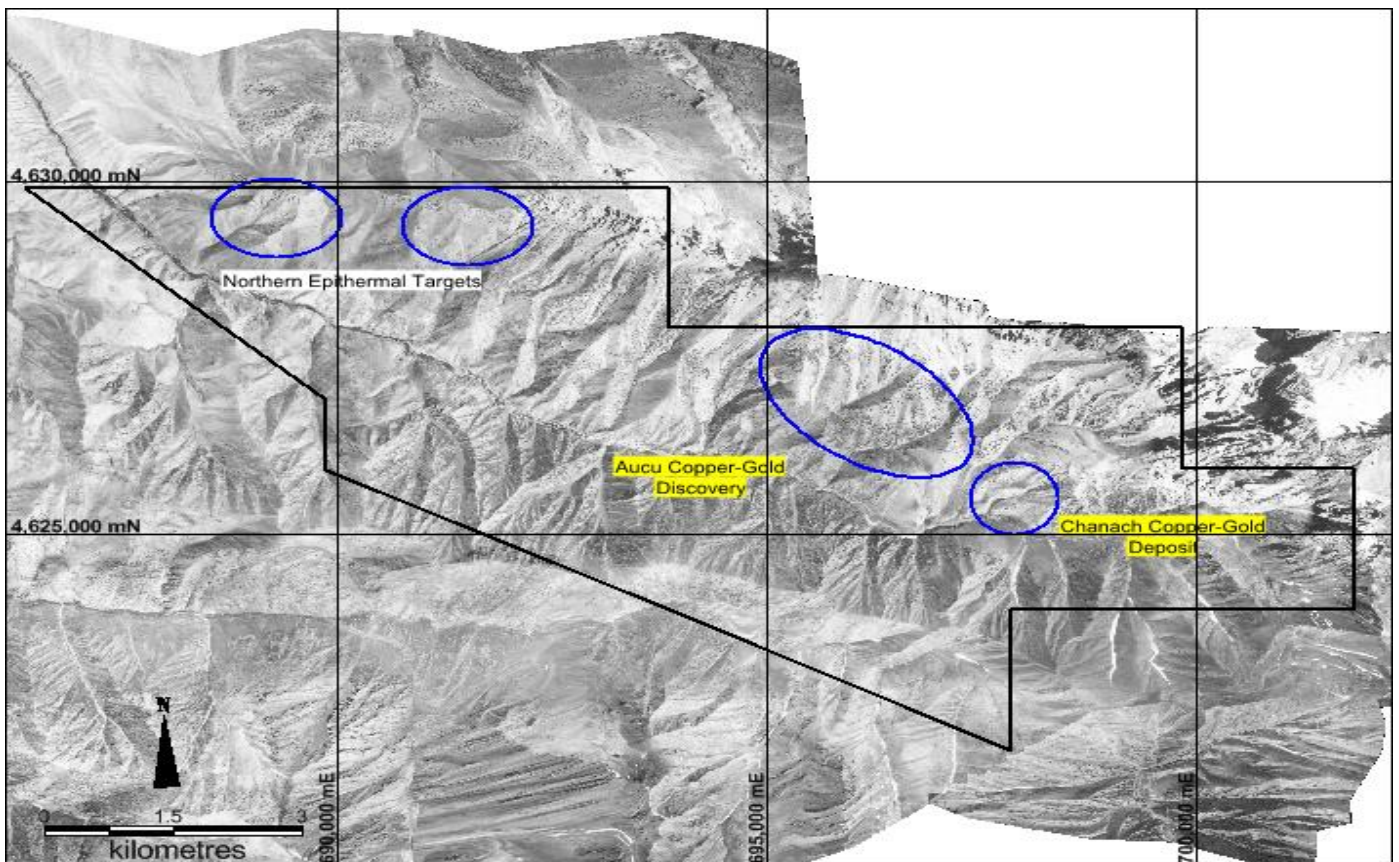 4,630,000 mN
Northern Epithermal Targets
Aucu Copper-Gold
Discovery
4,625,000 mN
Chanach Copper-Gold
Deposit
N
0 1.5 3
kilometres
690,000 mE
695,000 mE
700,000 mE